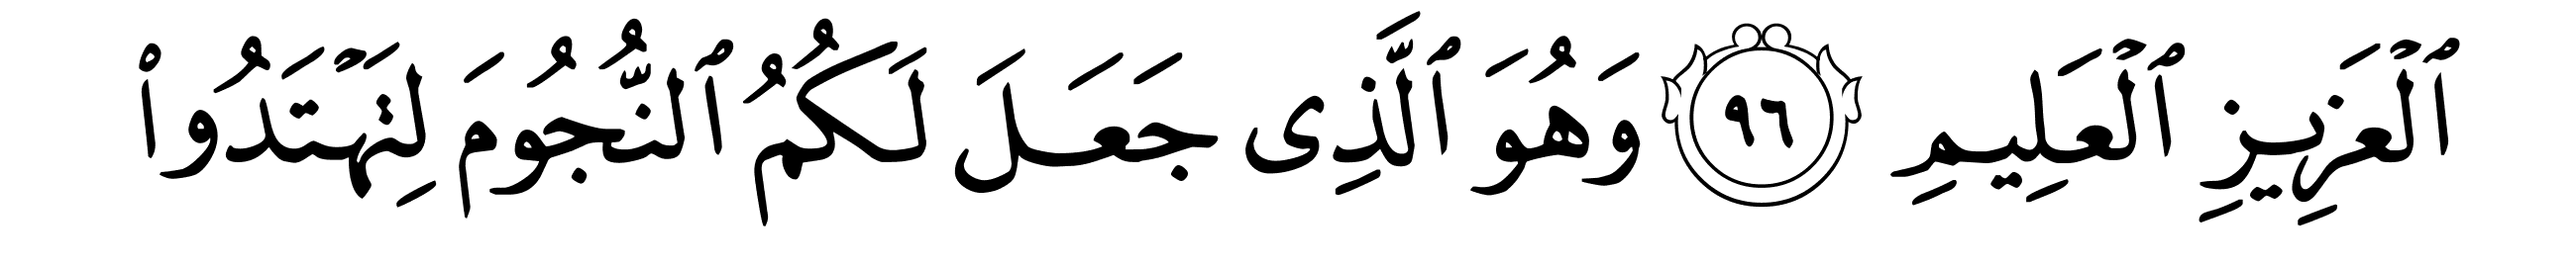 ٱلْعَزِيزِ ٱلْعَلِيمِ ٩٦ وَهُوَ ٱلَّذِى جَعَلَ لَكُمُ ٱلنُّجُومَ لِتَهْتَدُوا۟